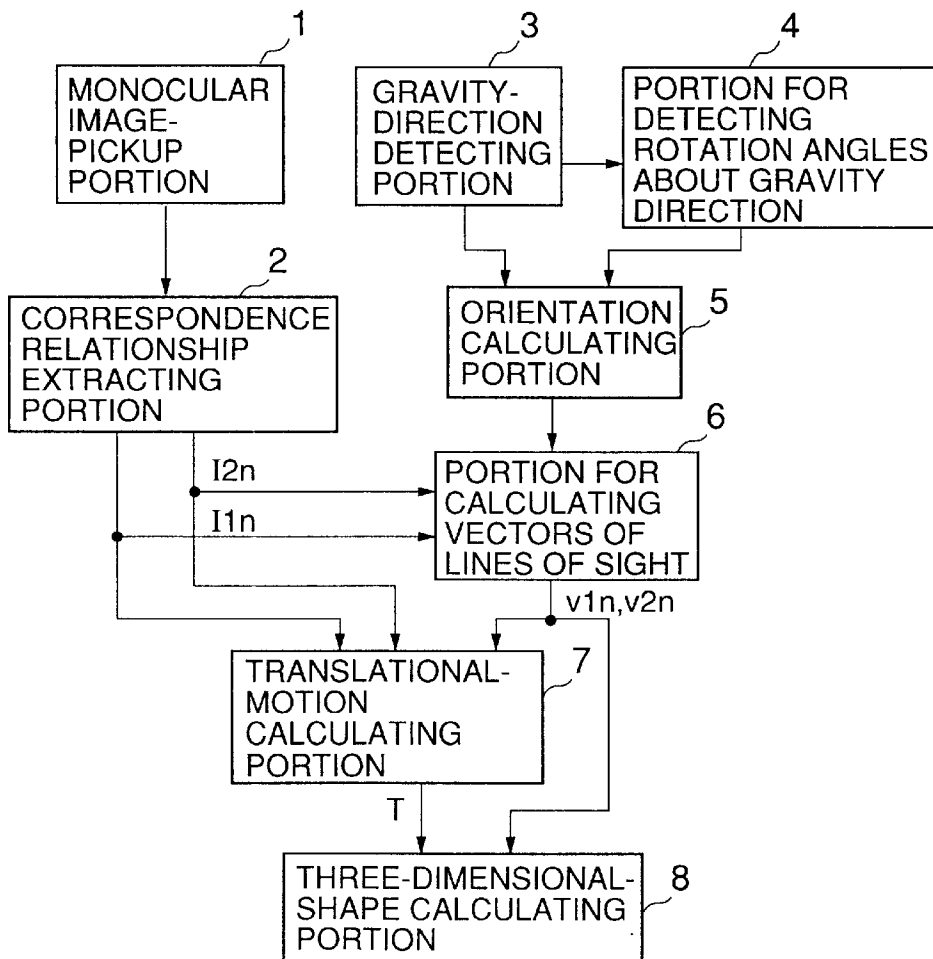 1
MONOCULAR
IMAGE-
PICKUP
PORTION
3
GRAVITY-
DIRECTION
DETECTING
PORTION
4
PORTION FOR
DETECTING
ROTATION ANGLES
ABOUT GRAVITY
DIRECTION
2
CORRESPONDENCE
RELATIONSHIP
EXTRACTING
PORTION
5
ORIENTATION
CALCULATING
PORTION
6
PORTION FOR
CALCULATING
VECTORS OF
LINES OF SIGHT
I2n
I1n
v1n,v2n
7
TRANSLATIONAL-
MOTION
CALCULATING
PORTION
T
8
THREE-DIMENSIONAL-
SHAPE CALCULATING
PORTION